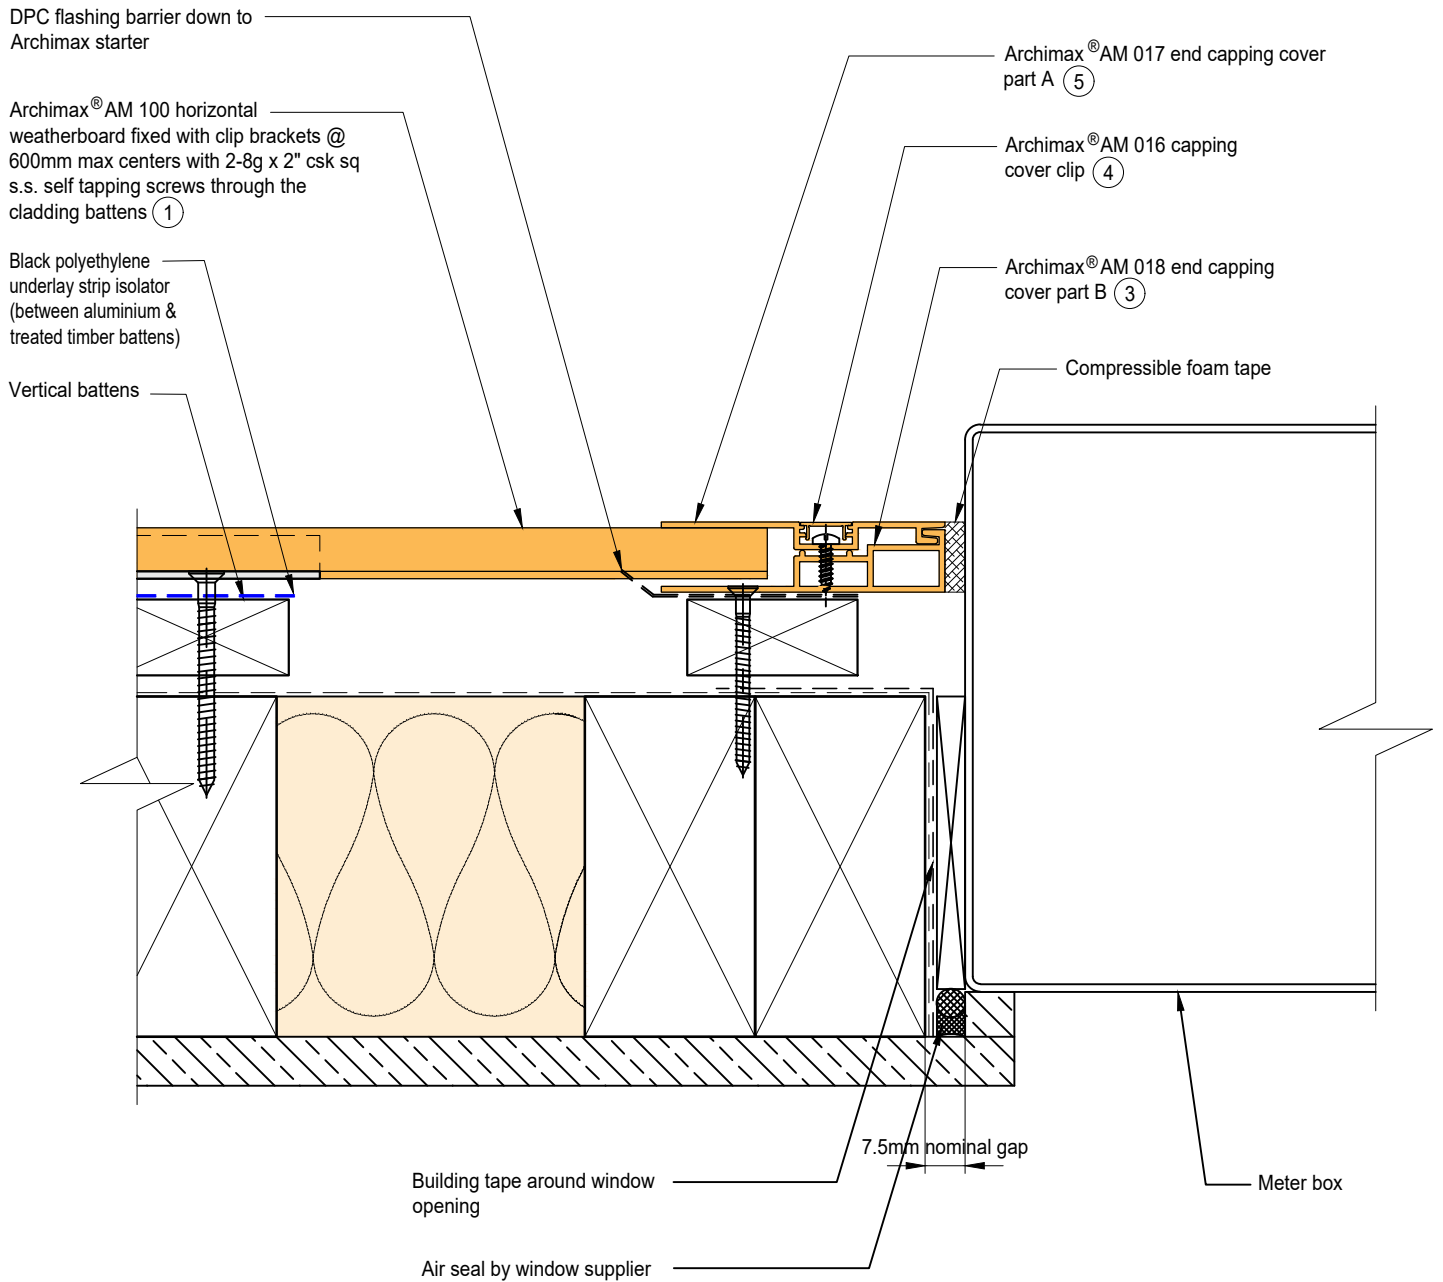 DPC flashing barrier down to
Archimax starter
Archimax® AM 100 horizontal
weatherboard fixed with clip brackets @
600mm max centers with 2-8g x 2" csk sq
s.s. self tapping screws through the
cladding battens 1
Black polyethylene
underlay strip isolator
(between aluminium &
treated timber battens)
Vertical battens
Archimax® AM 017 end capping cover
part A 5
Archimax® AM 016 capping
cover clip 4
Archimax® AM 018 end capping
cover part B 3
Compressible foam tape
7.5mm nominal gap
Building tape around window
opening
Meter box
Air seal by window supplier